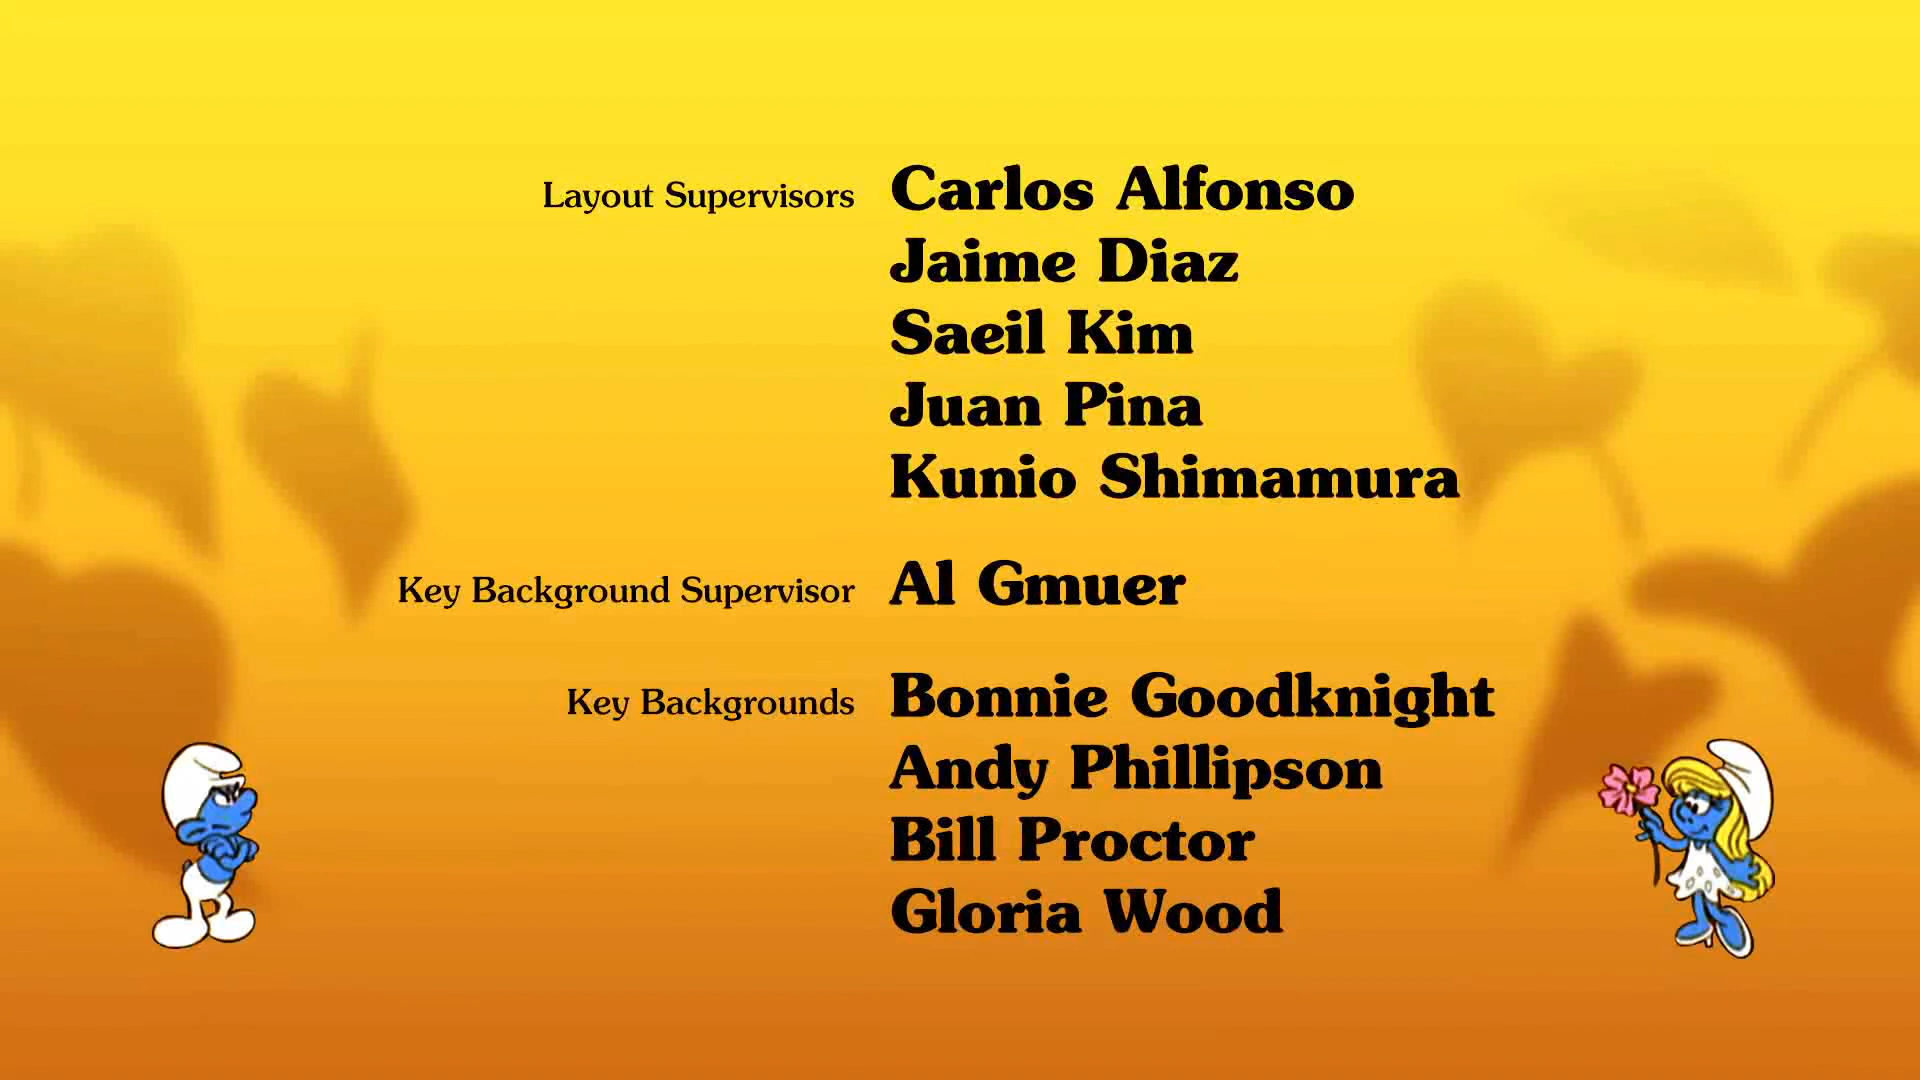 Layout Supervisors Carlos Alfonso
Jaime Diaz
Saeil Kim
Juan Pina
Kunio Shimamura
Key Background Supervisor Al Gmuer
Key Backgrounds Bonnie Goodknight
Andy Phillipson
Bill Proctor
Gloria Wood